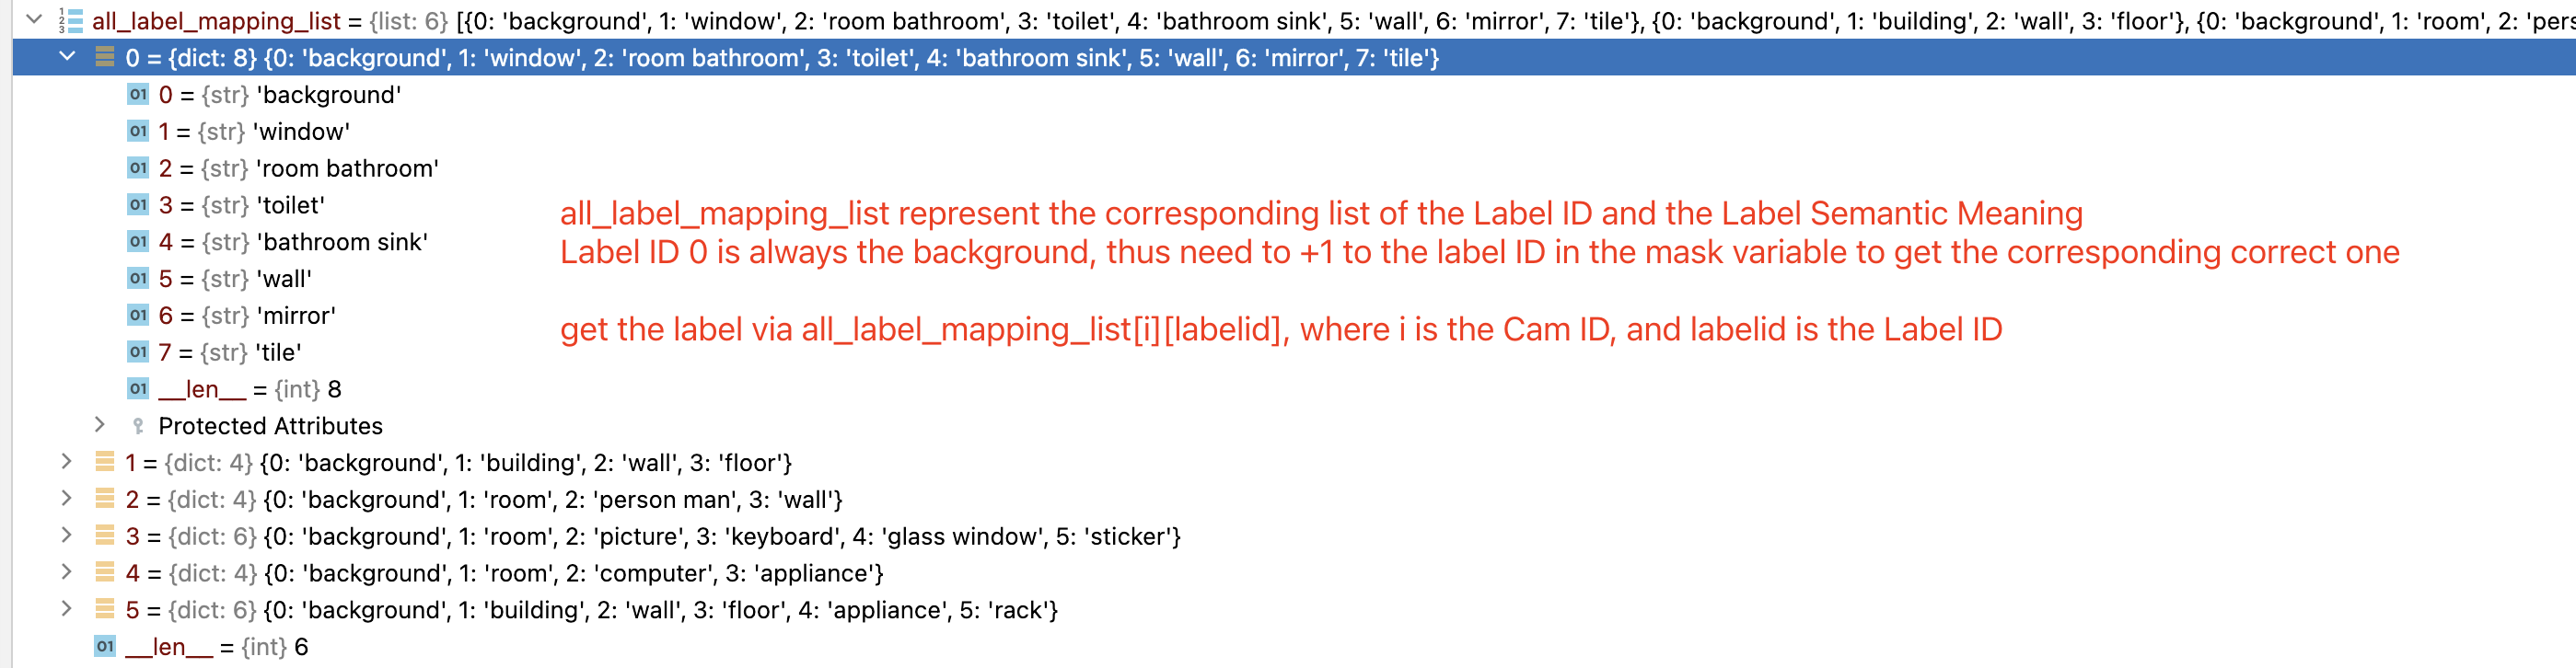 all_label_mapping_list = {list: 6} [{0: 'background', 1: 'window', 2: 'room bathroom', 3: 'toilet', 4: 'bathroom sink', 5: 'wall', 6: 'mirror', 7: 'tile'}, {0: 'background', 1: 'building', 2: 'wall', 3: 'floor'}, {0: 'background', 1: 'room', 2: 'pers
0 = {dict: 8} {0: 'background', 1: 'window', 2: 'room bathroom', 3: 'toilet', 4: 'bathroom sink', 5: 'wall', 6: 'mirror', 7: 'tile'}
01 0 = {str} 'background'
01 1 = {str} 'window'
01 2 = {str} 'room bathroom'
01 3 = {str} 'toilet'
all_label_mapping_list represent the corresponding list of the Label ID and the Label Semantic Meaning
01 4 = {str} 'bathroom sink'
Label ID 0 is always the background, thus need to +1 to the label ID in the mask variable to get the corresponding correct one
01 5 = {str} 'wall'
01 6 = {str} 'mirror'
get the label via all_label_mapping_list[i][labelid], where i is the Cam ID, and labelid is the Label ID
01 7 = {str} 'tile'
01 __len__ = {int} 8
Protected Attributes
1 = {dict: 4} {0: 'background', 1: 'building', 2: 'wall', 3: 'floor'}
2 = {dict: 4} {0: 'background', 1: 'room', 2: 'person man', 3: 'wall'}
3 = {dict: 6} {0: 'background', 1: 'room', 2: 'picture', 3: 'keyboard', 4: 'glass window', 5: 'sticker'}
4 = {dict: 4} {0: 'background', 1: 'room', 2: 'computer', 3: 'appliance'}
5 = {dict: 6} {0: 'background', 1: 'building', 2: 'wall', 3: 'floor', 4: 'appliance', 5: 'rack'}
01 __len__ = {int} 6